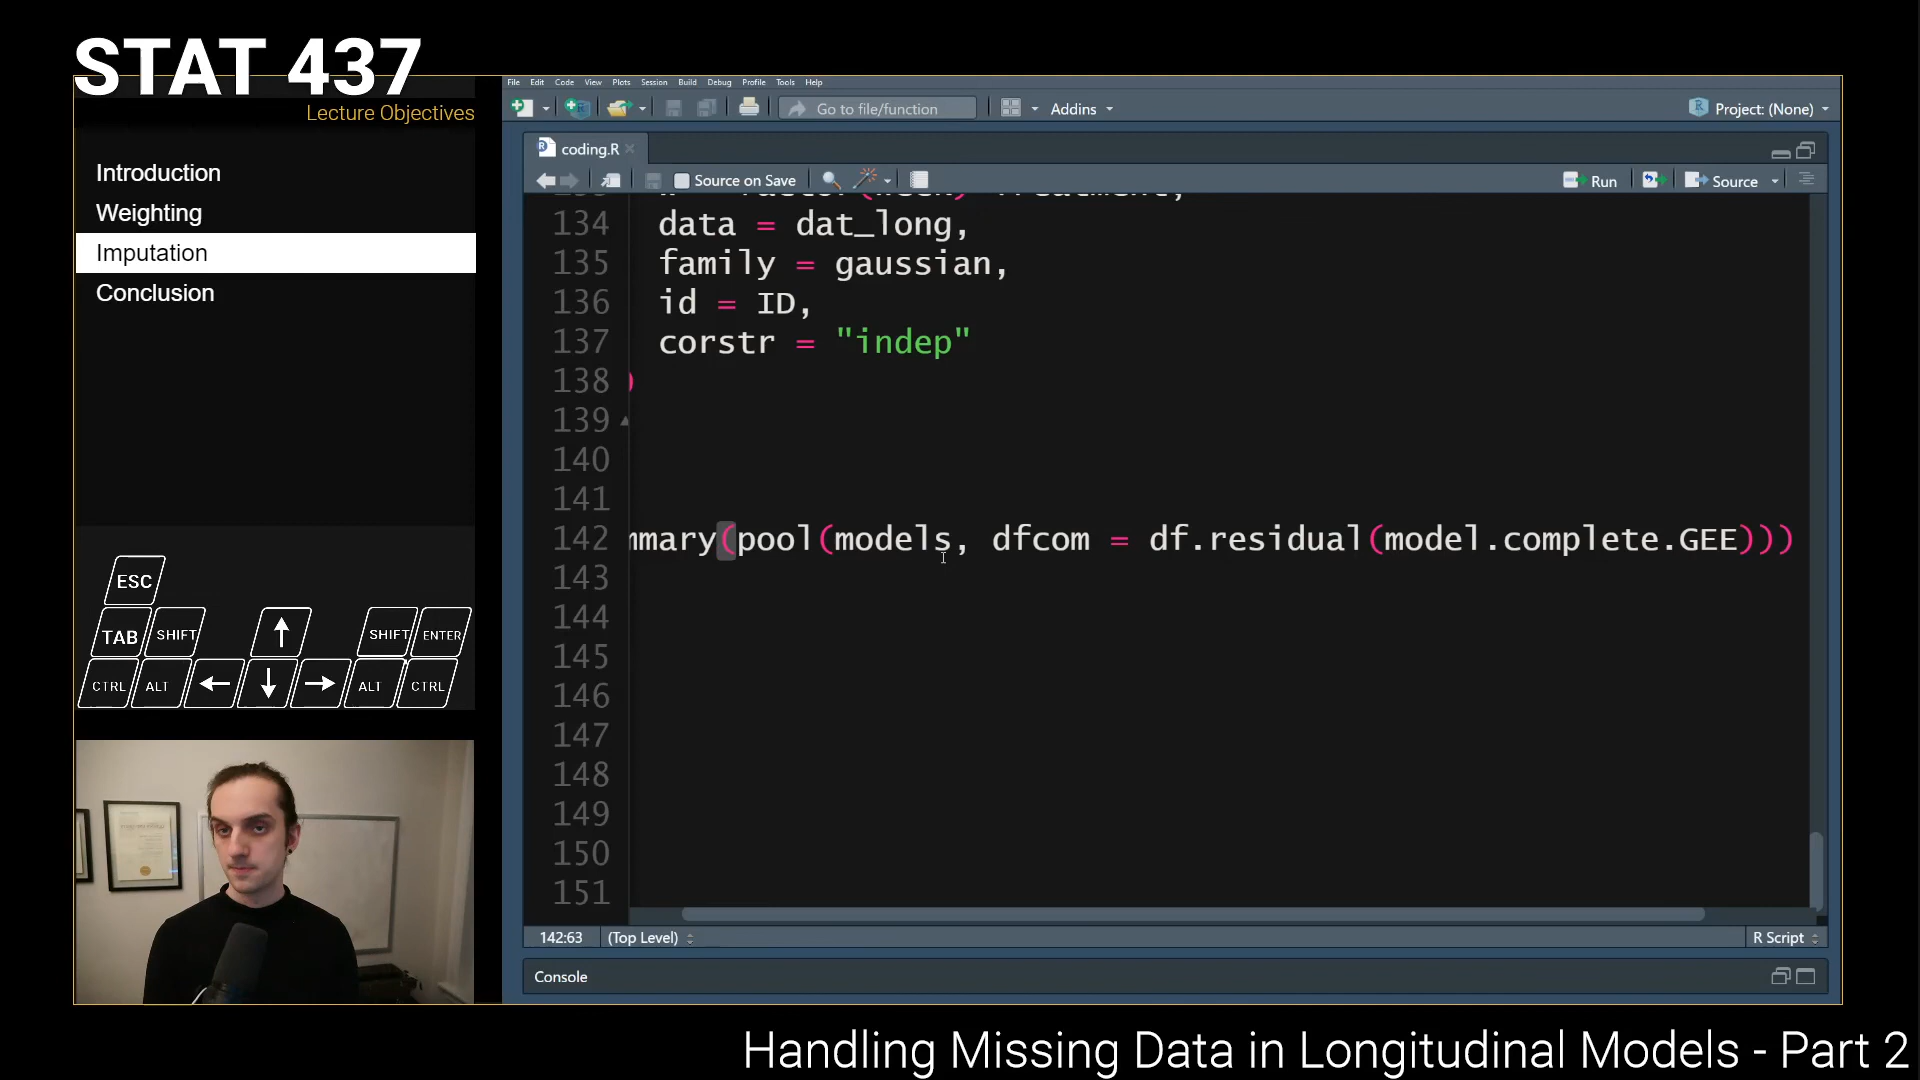 STAT 437
Lecture Objectives
Introduction
Weighting
Imputation
Conclusion
ESC
TAB SHIFT SHIFT ENTER
CTRL ALT ALT CTRL
File Edit Code View Plots Session Build Debug Profile Tools Help
Go to file/function Addins Project: (None)
coding.R
Source on Save Run Source
134 data = dat_long,
135 family = gaussian,
136 id = ID,
137 corstr = "indep"
138 )
139
140
141
142 mmary(pool(models, dfcom = df.residual(model.complete.GEE)))
143
144
145
146
147
148
149
150
151
142:63 (Top Level) R Script
Console
Handling Missing Data in Longitudinal Models - Part 2